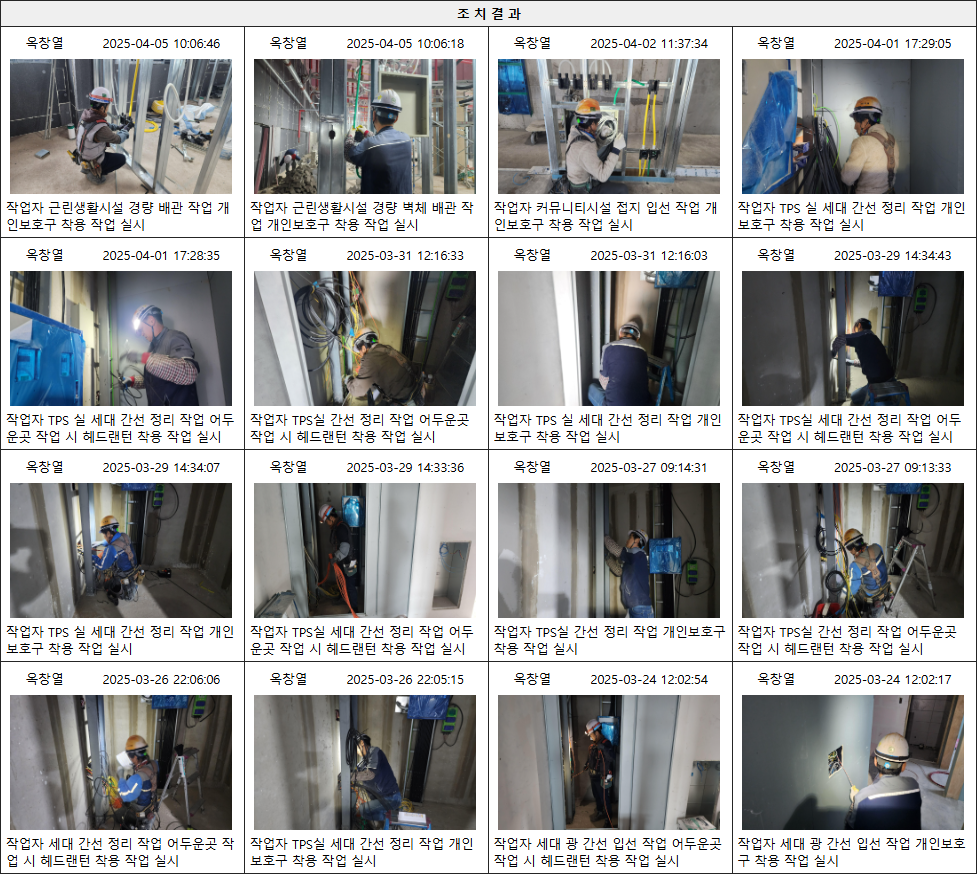 조 치 결 과
옥창열 2025-04-05 10:06:46
작업자 근린생활시설 경량 배관 작업 개
인보호구 착용 작업 실시
옥창열 2025-04-05 10:06:18
작업자 근린생활시설 경량 벽체 배관 작
업 개인보호구 착용 작업 실시
옥창열 2025-04-02 11:37:34
작업자 커뮤니티시설 접지 입선 작업 개
인보호구 착용 작업 실시
옥창열 2025-04-01 17:29:05
작업자 TPS 실 세대 간선 정리 작업 개인
보호구 착용 작업 실시
옥창열 2025-04-01 17:28:35
작업자 TPS 실 세대 간선 정리 작업 어두
운곳 작업 시 헤드랜턴 착용 작업 실시
옥창열 2025-03-31 12:16:33
작업자 TPS실 간선 정리 작업 어두운곳
작업 시 헤드랜턴 착용 작업 실시
옥창열 2025-03-31 12:16:03
작업자 TPS 실 세대 간선 정리 작업 개인
보호구 착용 작업 실시
옥창열 2025-03-29 14:34:43
작업자 TPS 실 세대 간선 정리 작업 어두
운곳 작업 시 헤드랜턴 착용 작업 실시
옥창열 2025-03-29 14:34:07
작업자 TPS 실 세대 간선 정리 작업 개인
보호구 착용 작업 실시
옥창열 2025-03-29 14:33:36
작업자 TPS실 세대 간선 정리 작업 어두
운곳 작업 시 헤드랜턴 착용 작업 실시
옥창열 2025-03-27 09:14:31
작업자 TPS실 간선 정리 작업 개인보호구
착용 작업 실시
옥창열 2025-03-27 09:13:33
작업자 TPS실 간선 정리 작업 어두운곳
작업 시 헤드랜턴 착용 작업 실시
옥창열 2025-03-26 22:06:06
작업자 세대 간선 정리 작업 어두운곳 작
업 시 헤드랜턴 착용 작업 실시
옥창열 2025-03-26 22:05:15
작업자 TPS실 세대 간선 정리 작업 개인
보호구 착용 작업 실시
옥창열 2025-03-24 12:02:54
작업자 세대 광 간선 입선 작업 어두운곳
작업 시 헤드랜턴 착용 작업 실시
옥창열 2025-03-24 12:02:17
작업자 세대 광 간선 입선 작업 개인보호
구 착용 작업 실시